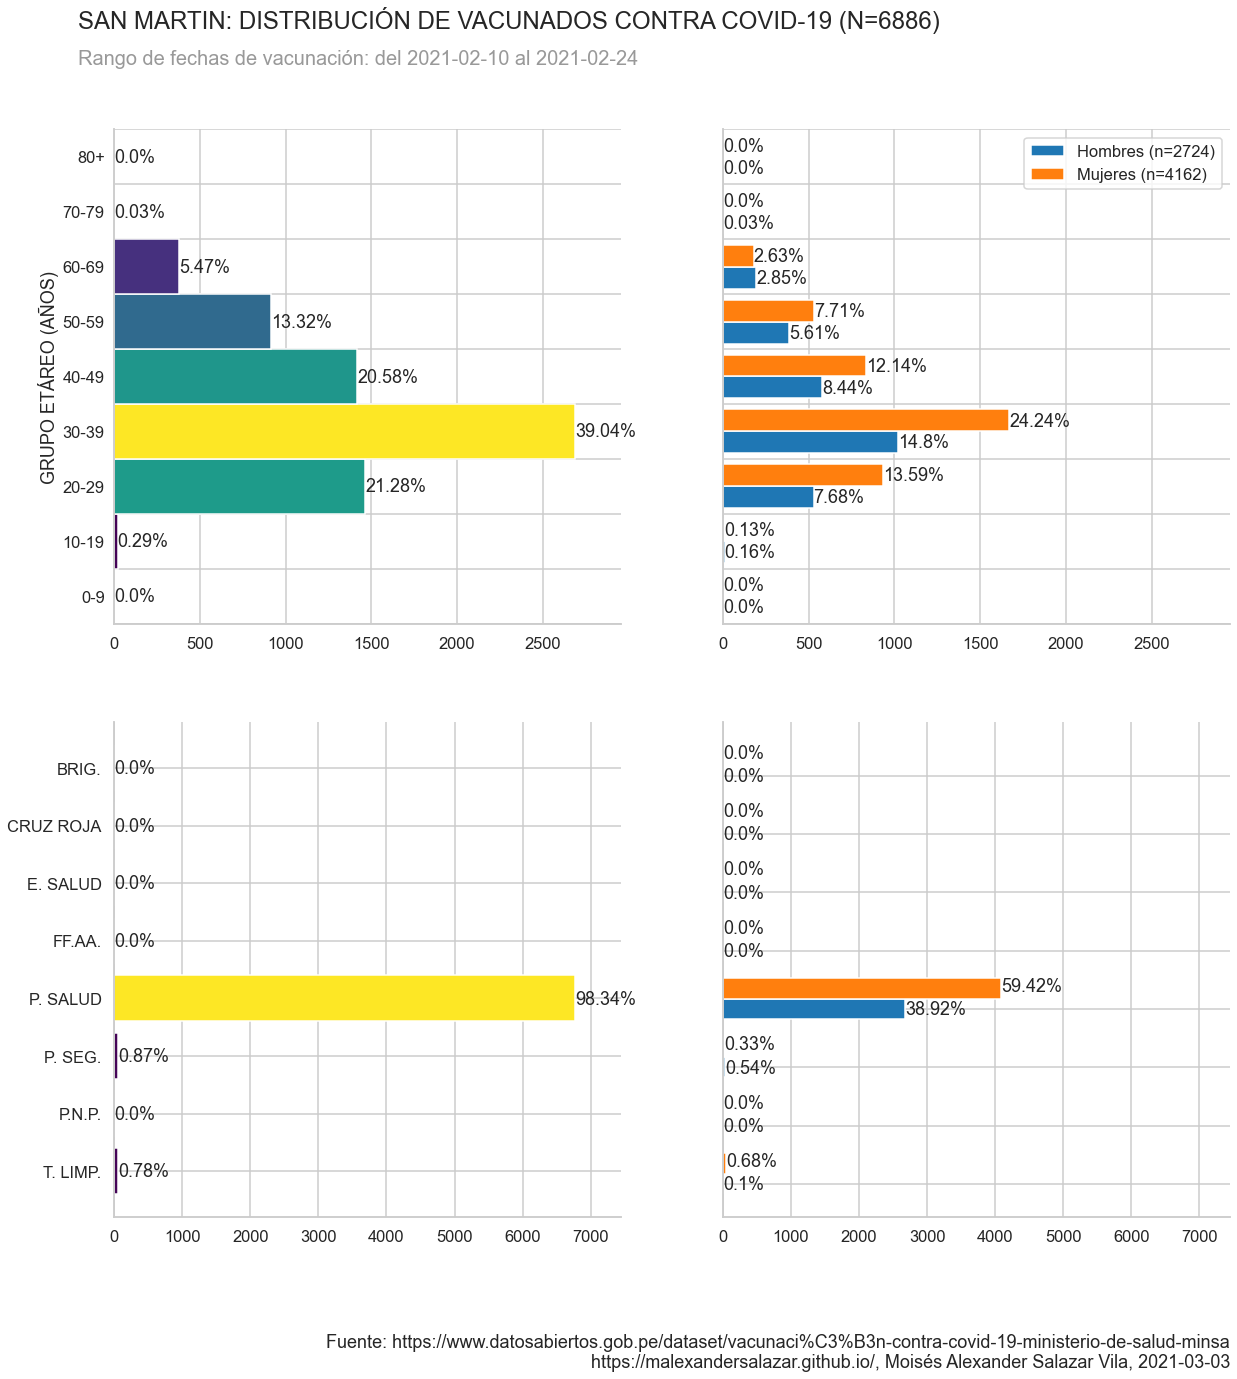 SAN MARTIN: DISTRIBUCIÓN DE VACUNADOS CONTRA COVID-19 (N=6886)
Rango de fechas de vacunación: del 2021-02-10 al 2021-02-24
GRUPO ETÁREO (AÑOS)
80+ 0.0%
70-79 0.03%
60-69 5.47%
50-59 13.32%
40-49 20.58%
30-39 39.04%
20-29 21.28%
10-19 0.29%
0-9 0.0%
0 500 1000 1500 2000 2500
Hombres (n=2724)
Mujeres (n=4162)
0.0%
0.0%
0.0%
0.03%
2.63%
2.85%
7.71%
5.61%
12.14%
8.44%
24.24%
14.8%
13.59%
7.68%
0.13%
0.16%
0.0%
0.0%
0 500 1000 1500 2000 2500
BRIG. 0.0%
CRUZ ROJA 0.0%
E. SALUD 0.0%
FF.AA. 0.0%
P. SALUD 98.34%
P. SEG. 0.87%
P.N.P. 0.0%
T. LIMP. 0.78%
0 1000 2000 3000 4000 5000 6000 7000
0.0%
0.0%
0.0%
0.0%
0.0%
0.0%
0.0%
0.0%
59.42%
38.92%
0.33%
0.54%
0.0%
0.0%
0.68%
0.1%
0 1000 2000 3000 4000 5000 6000 7000
Fuente: https://www.datosabiertos.gob.pe/dataset/vacunaci%C3%B3n-contra-covid-19-ministerio-de-salud-minsa
https://malexandersalazar.github.io/, Moisés Alexander Salazar Vila, 2021-03-03